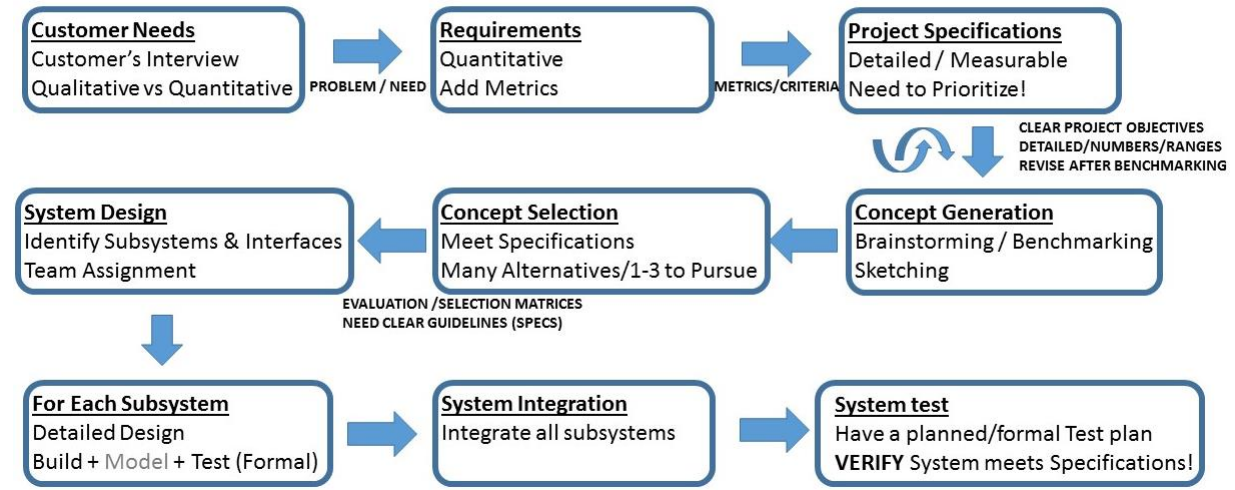 Customer Needs
Customer's Interview
Qualitative vs Quantitative
PROBLEM / NEED
Requirements
Quantitative
Add Metrics
METRICS/CRITERIA
Project Specifications
Detailed / Measurable
Need to Prioritize!
CLEAR PROJECT OBJECTIVES
DETAILED/NUMBERS/RANGES
REVISE AFTER BENCHMARKING
Concept Generation
Brainstorming / Benchmarking
Sketching
Concept Selection
Meet Specifications
Many Alternatives/1-3 to Pursue
EVALUATION /SELECTION MATRICES
NEED CLEAR GUIDELINES (SPECS)
System Design
Identify Subsystems & Interfaces
Team Assignment
For Each Subsystem
Detailed Design
Build + Model + Test (Formal)
System Integration
Integrate all subsystems
System test
Have a planned/formal Test plan
VERIFY System meets Specifications!